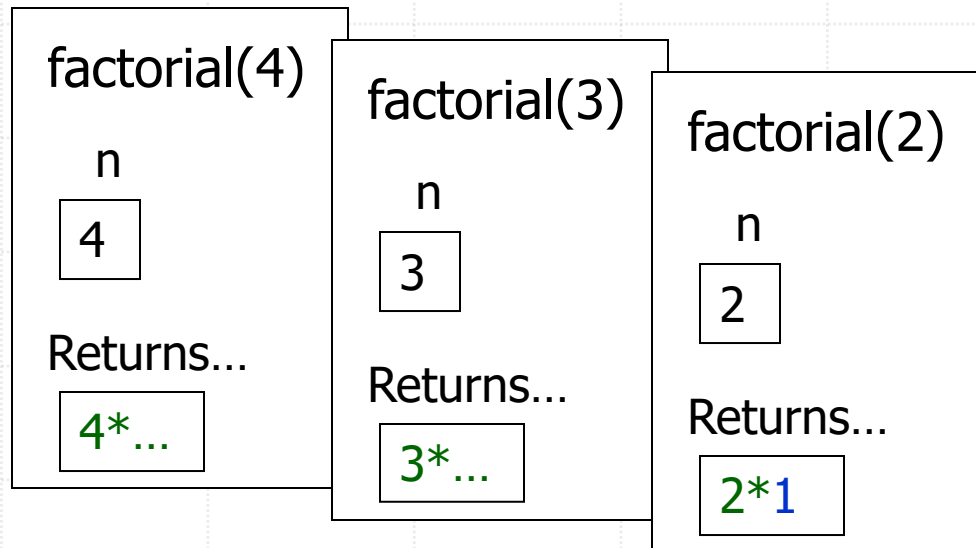 factorial(4)
n
4
Returns…
4*…
factorial(3)
n
3
Returns…
3*…
factorial(2)
n
2
Returns…
2*1